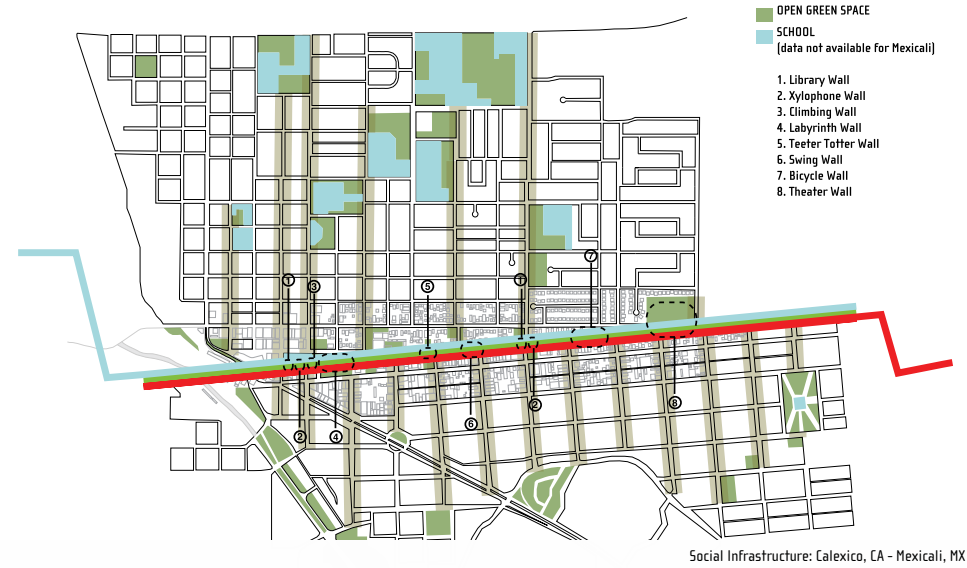 OPEN GREEN SPACE
SCHOOL
(data not available for Mexicali)
1. Library Wall
2. Xylophone Wall
3. Climbing Wall
4. Labyrinth Wall
5. Teeter Totter Wall
6. Swing Wall
7. Bicycle Wall
8. Theater Wall
7
1
3
5
1
2
8
6
2
4
Social Infrastructure: Calexico, CA - Mexicali, MX